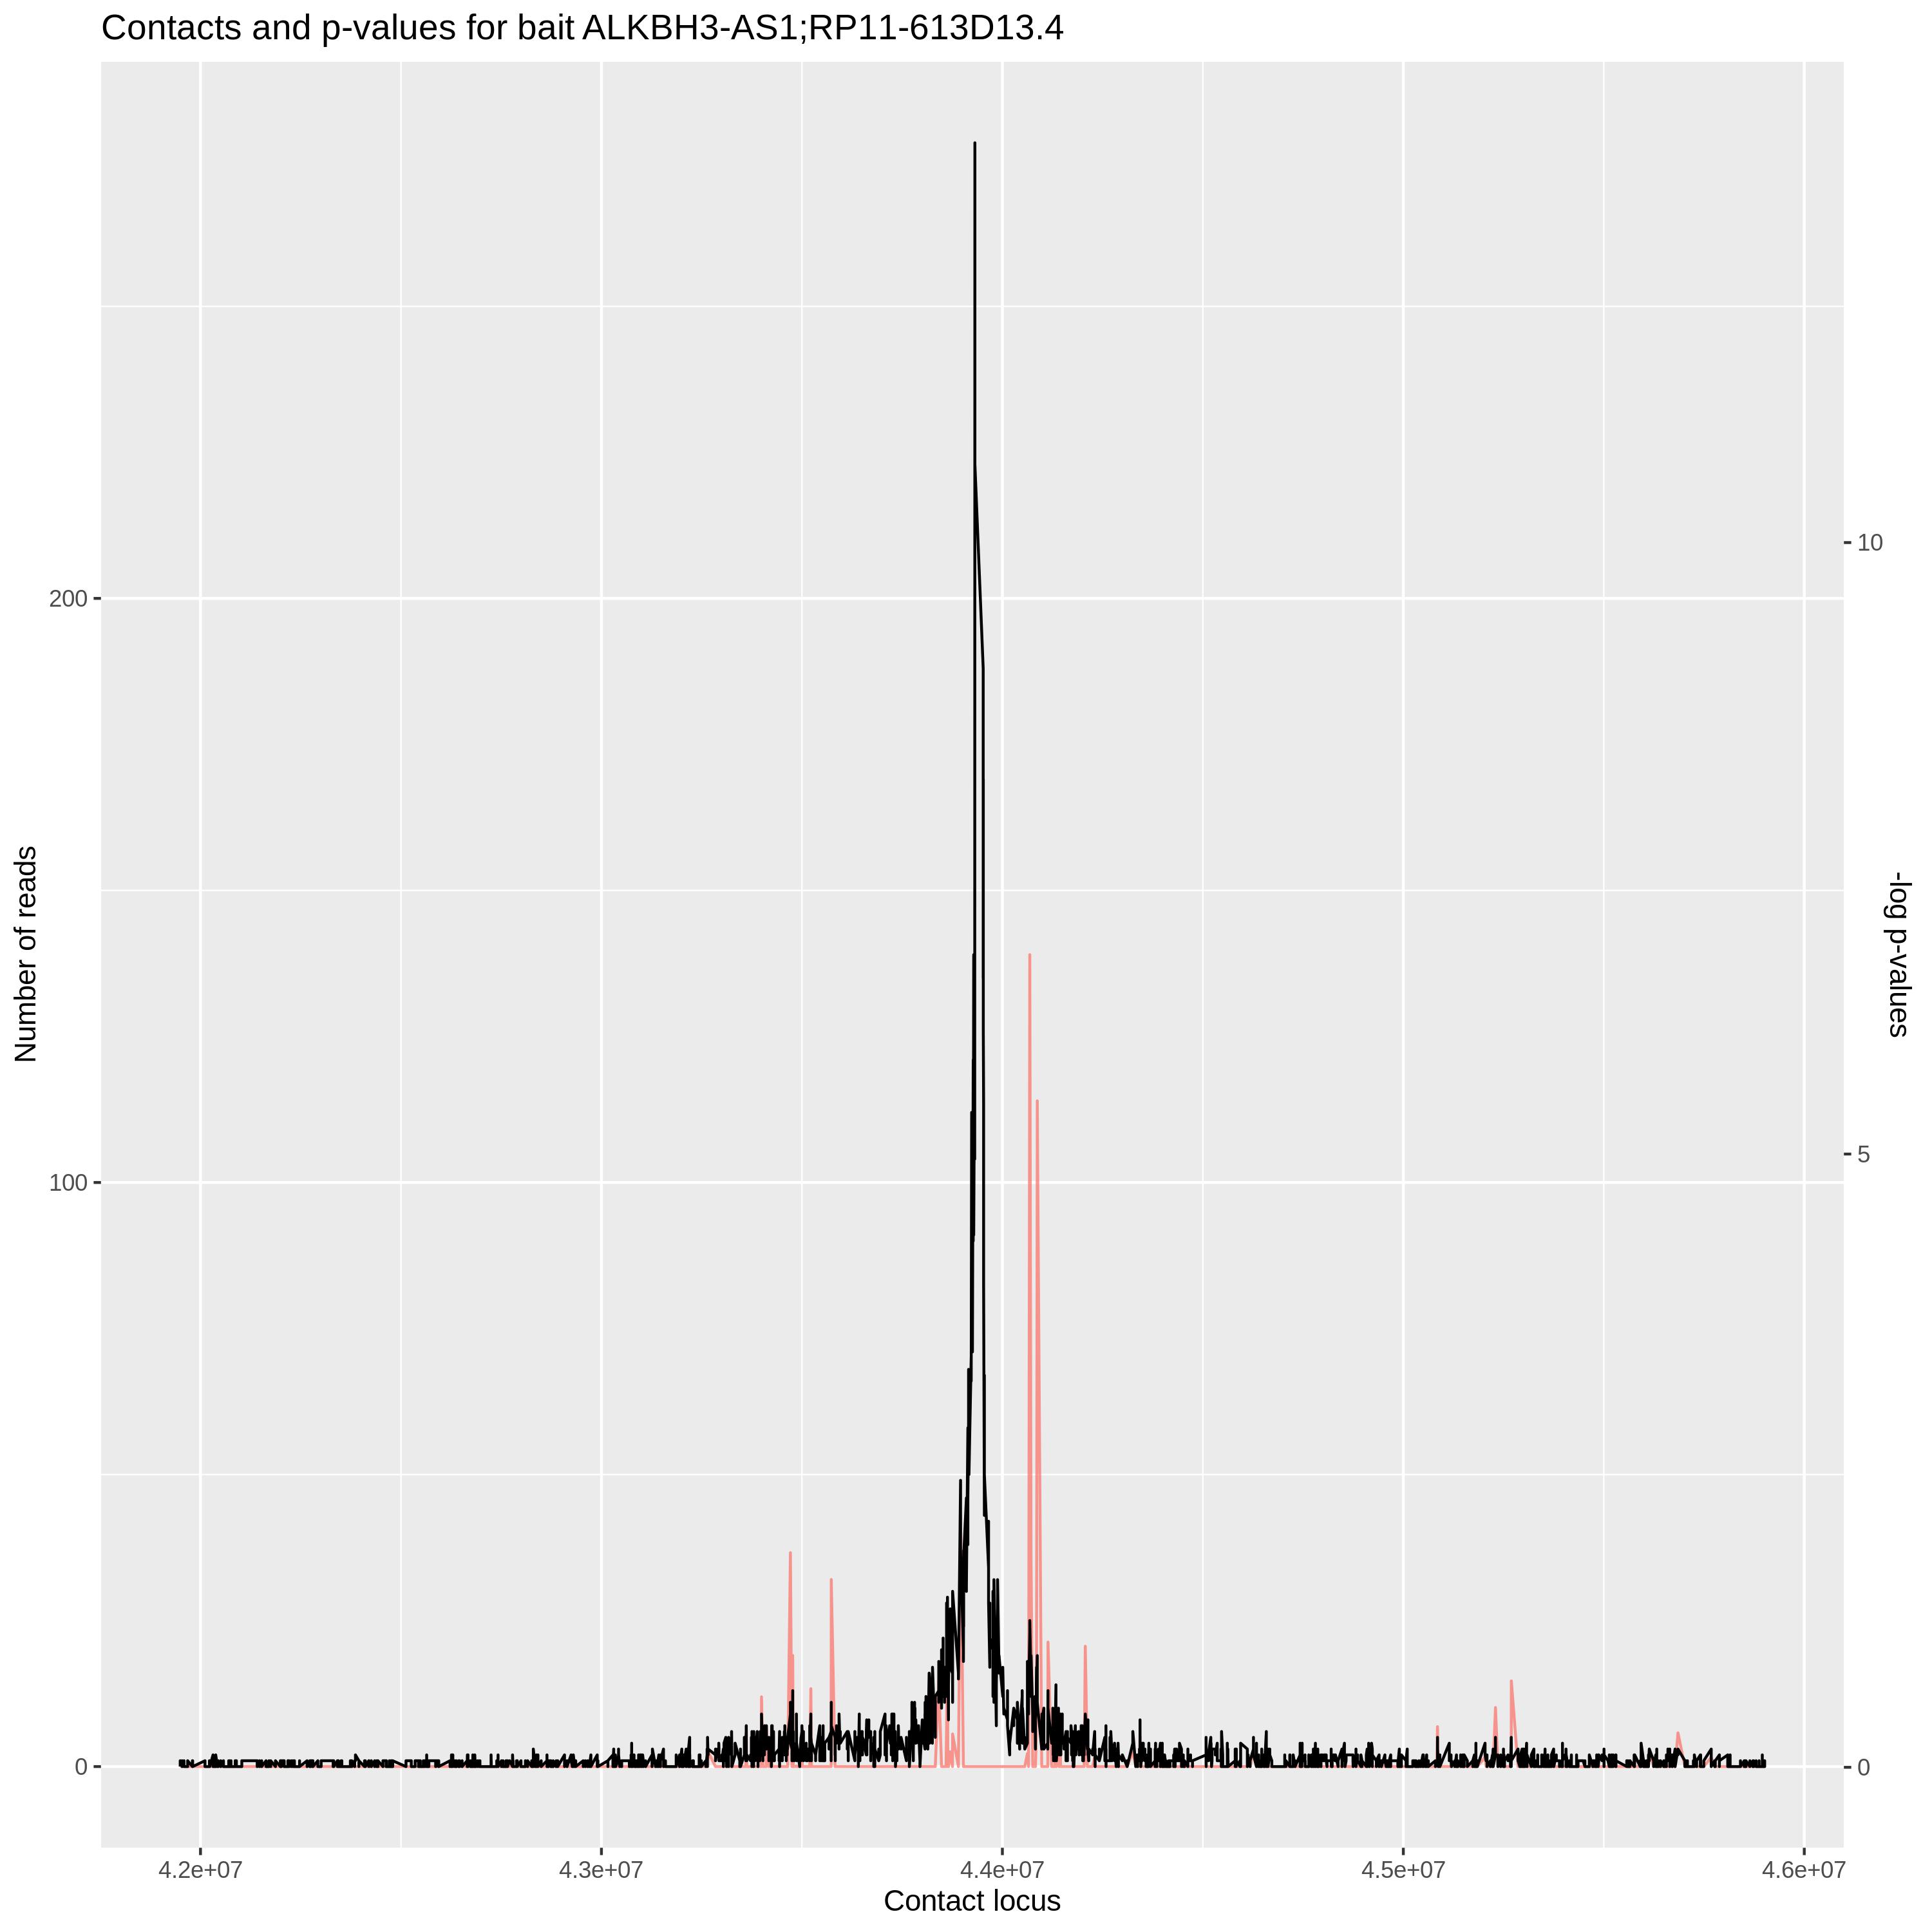 Contacts and p-values for bait ALKBH3-AS1;RP11-613D13.4
Number of reads
200
100
0
-log p-values
10
5
0
4.2e+07
4.3e+07
4.4e+07
4.5e+07
4.6e+07
Contact locus